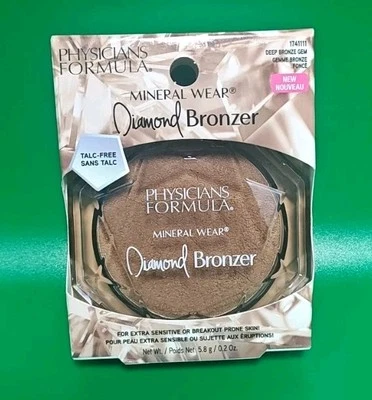 PHYSICIANS
FORMULA®
1741111
DEEP BRONZE GEM
GEMME BRONZE
FONCÉ
NEW
NOUVEAU
MINERAL WEAR®
Diamond Bronzer
TALC-FREE
SANS TALC
PHYSICIANS
FORMULA®
MINERAL WEAR®
Diamond Bronzer
FOR EXTRA SENSITIVE OR BREAKOUT PRONE SKIN!
POUR PEAU EXTRA SENSIBLE OU SUJETTE AUX ÉRUPTIONS!
Net Wt. / Poids Net: 5.8 g / 0.2 Oz.